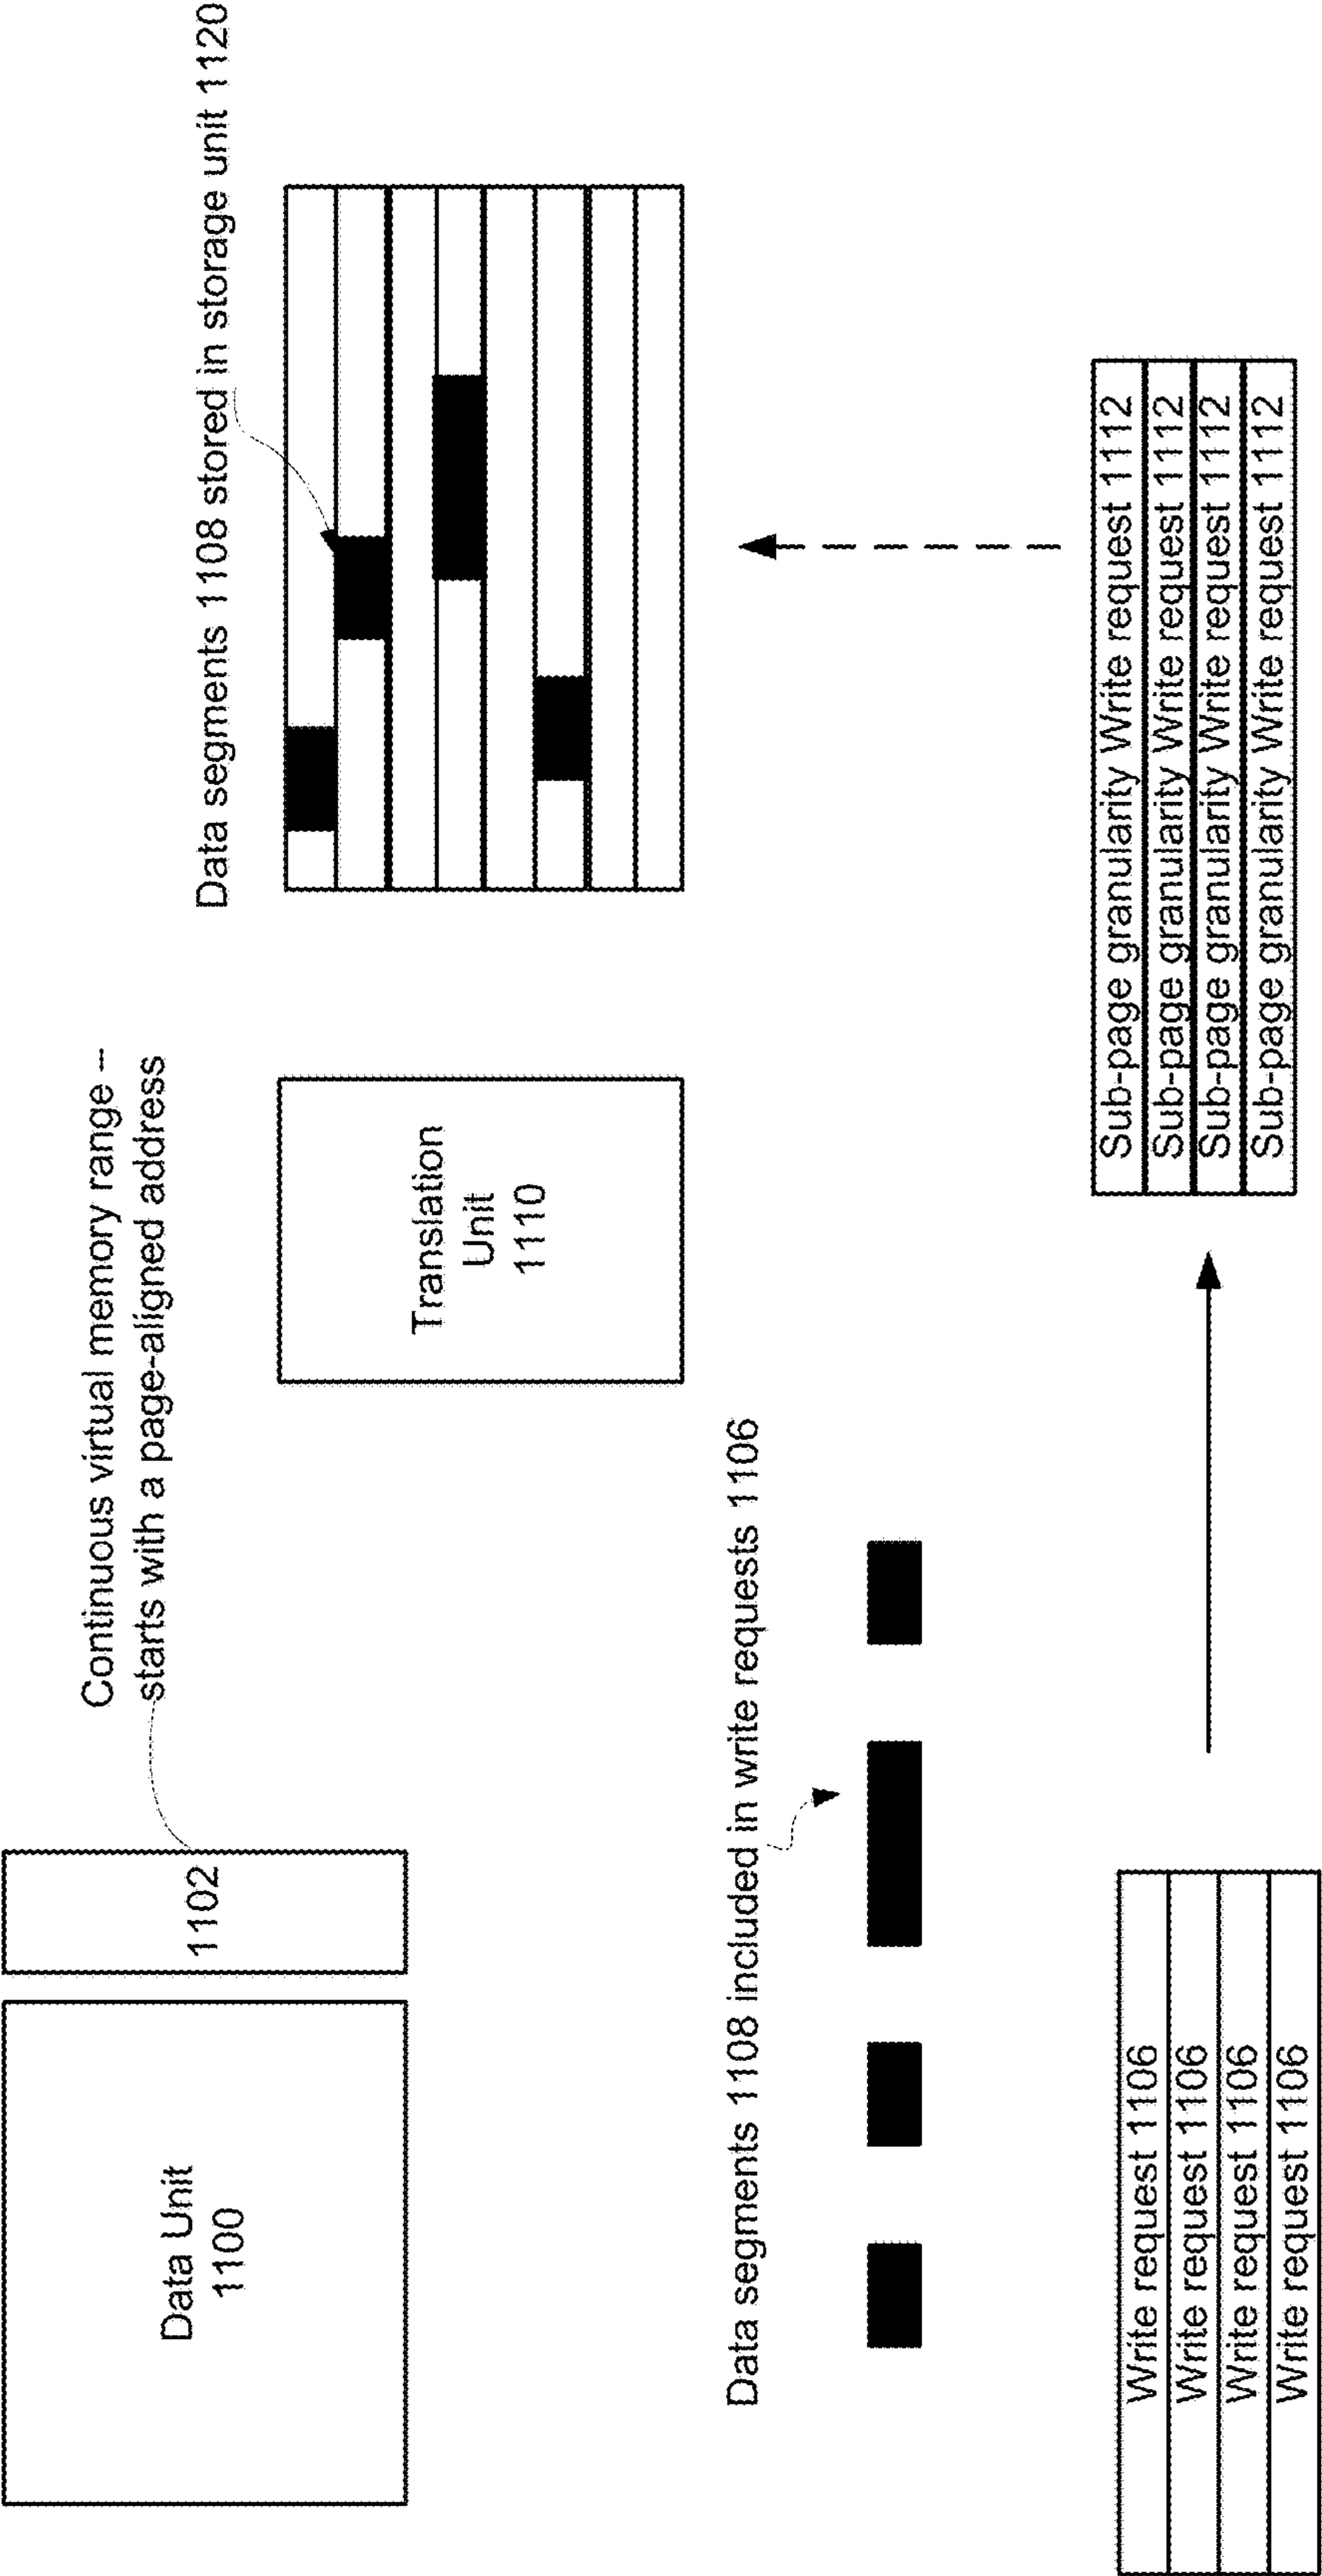 Continuous virtual memory range –
starts with a page-aligned address
1102
Data Unit
1100
Data segments 1108 stored in storage unit 1120
Translation
Unit
1110
Data segments 1108 included in write requests 1106
Write request 1106
Write request 1106
Write request 1106
Write request 1106
Sub-page granularity Write request 1112
Sub-page granularity Write request 1112
Sub-page granularity Write request 1112
Sub-page granularity Write request 1112